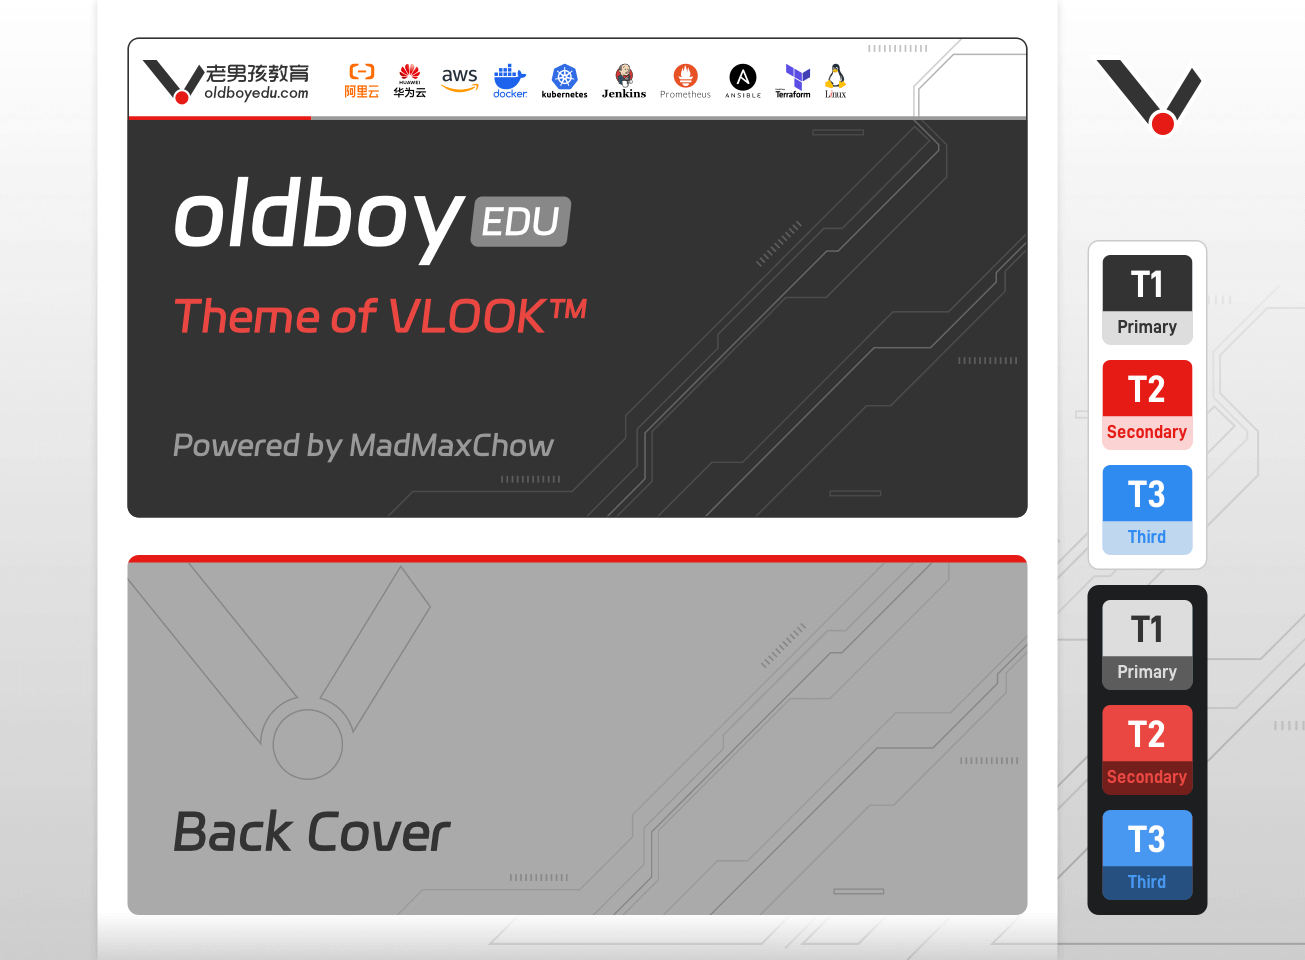 老男孩教育
oldboyedu.com
阿里云
HUAWEI
华为云
aws
docker
kubernetes
Jenkins
Prometheus
A
ANSIBLE
Terraform
Linux
oldboy EDU
Theme of VLOOK™
Powered by MadMaxChow
Back Cover
T1
Primary
T2
Secondary
T3
Third
T1
Primary
T2
Secondary
T3
Third